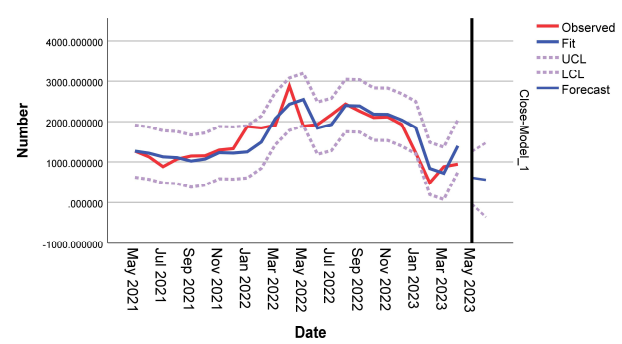 Observed
Fit
UCL
LCL
Forecast
4000.000000
3000.000000
2000.000000
1000.000000
.000000
-1000.000000
Number
Close-Model_1
May 2021
Jul 2021
Sep 2021
Nov 2021
Jan 2022
Mar 2022
May 2022
Jul 2022
Sep 2022
Nov 2022
Jan 2023
Mar 2023
May 2023
Date